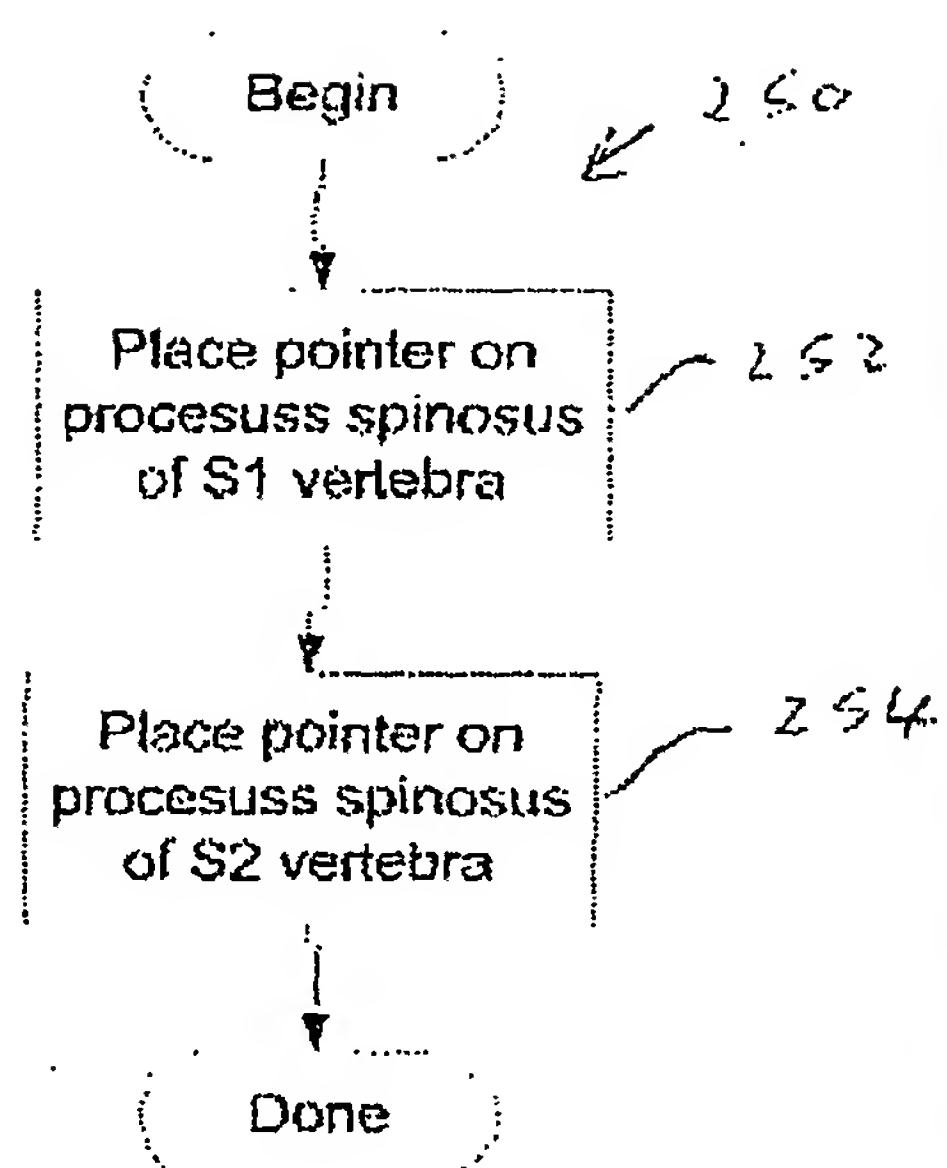 Begin
250
Place pointer on
procesuss spinosus
of S1 vertebra
252
Place pointer on
procesuss spinosus
of S2 vertebra
254
Done